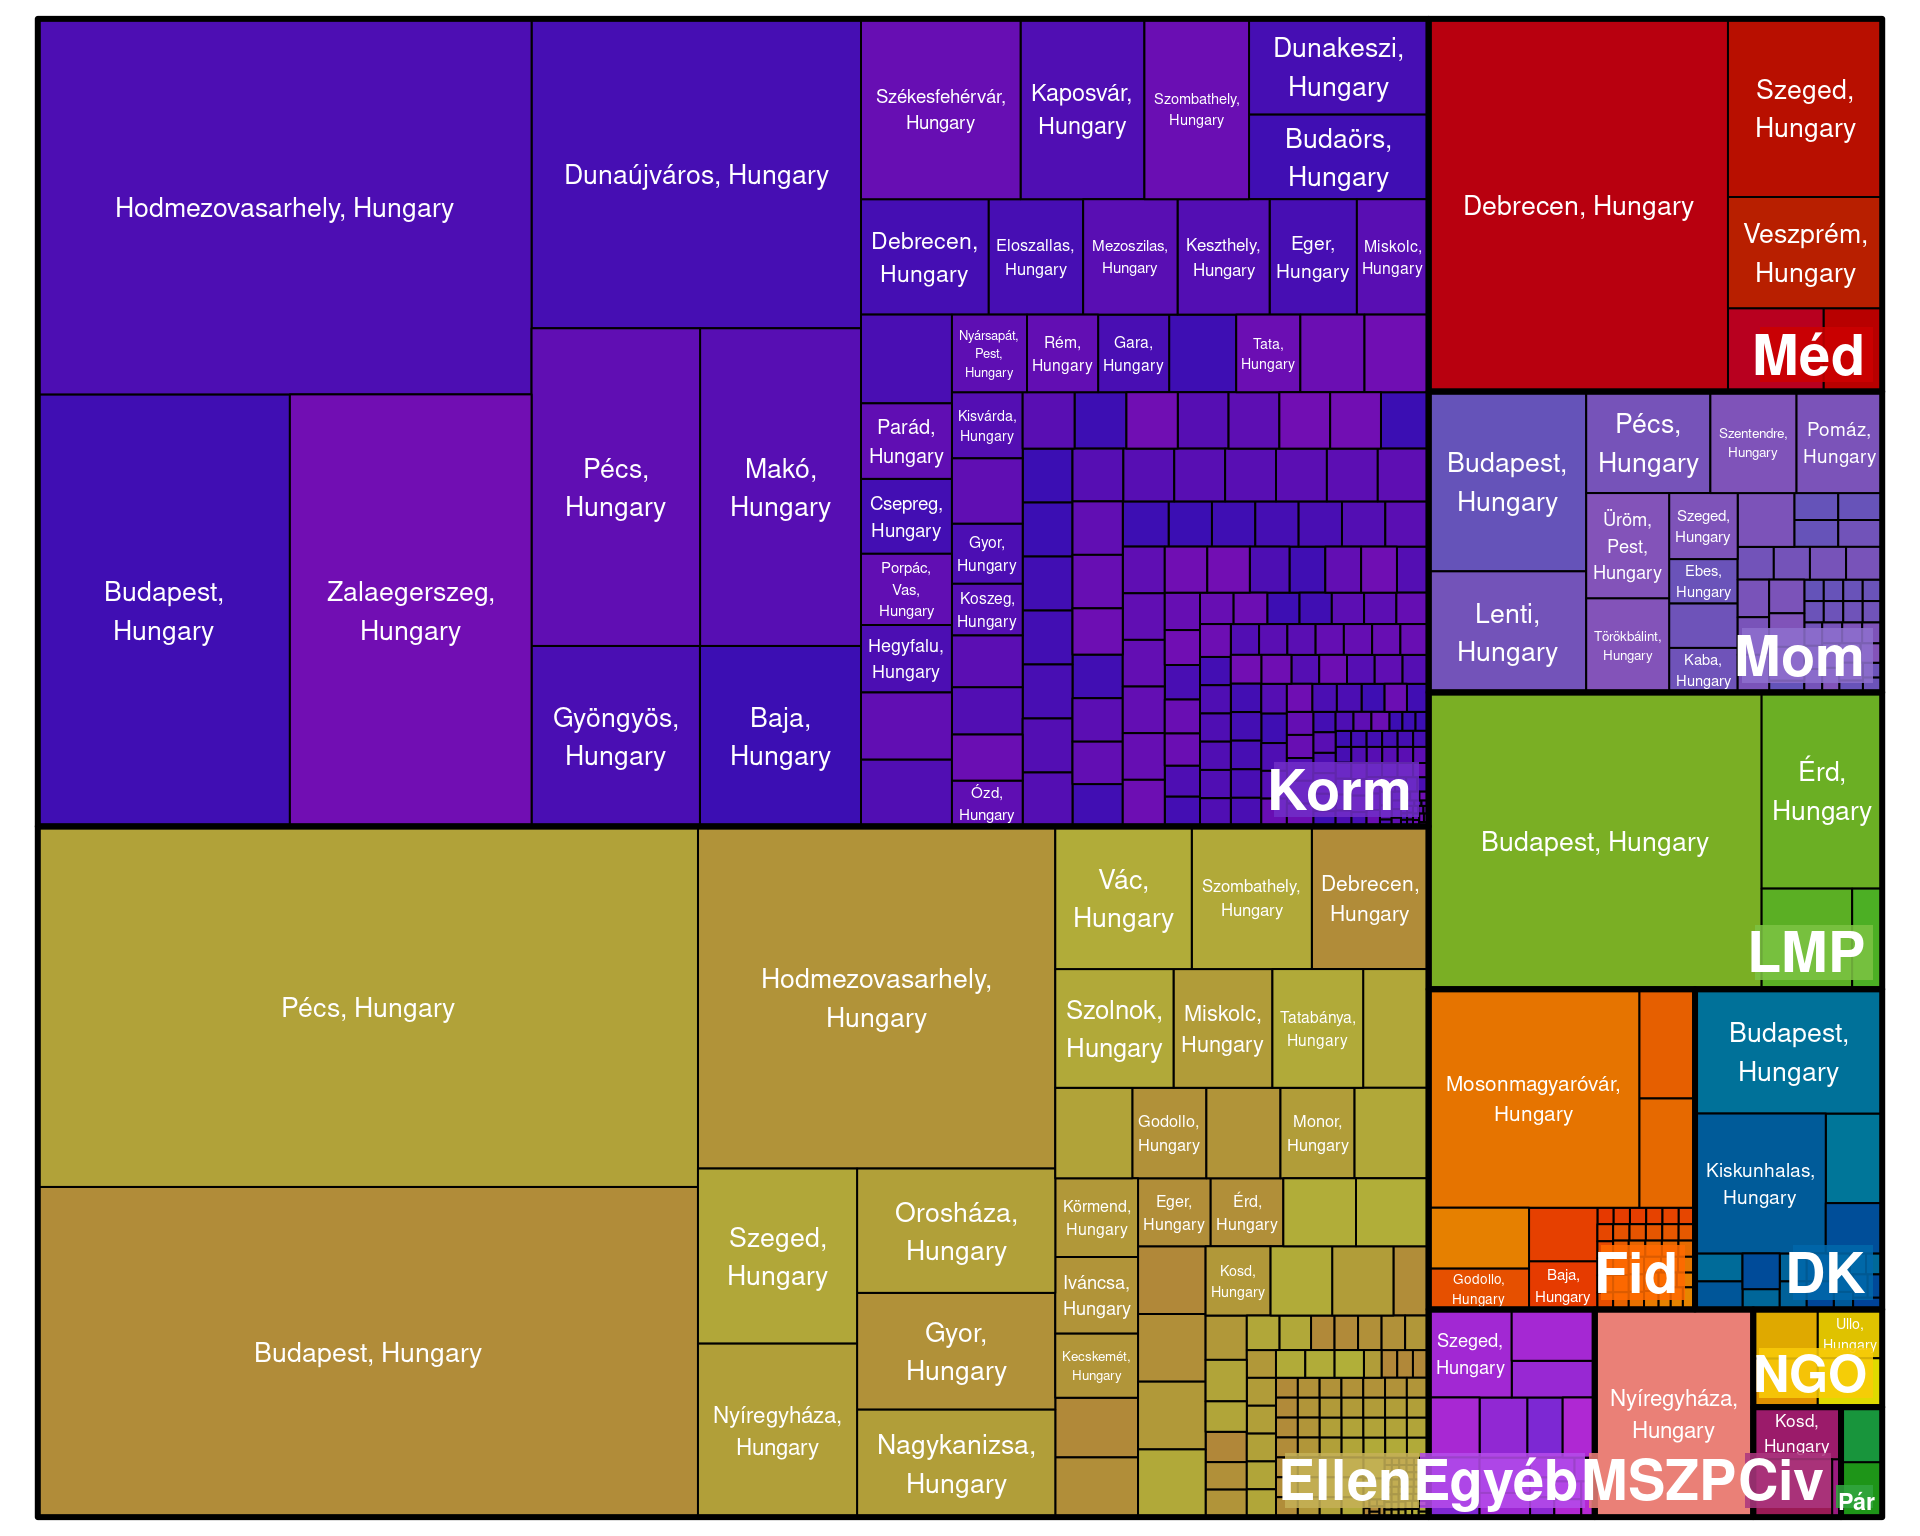 Hodmezovasarhely, Hungary
Budapest,
Hungary
Zalaegerszeg,
Hungary
Dunaújváros, Hungary
Pécs,
Hungary
Makó,
Hungary
Gyöngyös,
Hungary
Baja,
Hungary
Székesfehérvár,
Hungary
Kaposvár,
Hungary
Szombathely,
Hungary
Dunakeszi,
Hungary
Budaörs,
Hungary
Debrecen,
Hungary
Eloszallas,
Hungary
Mezoszilas,
Hungary
Keszthely,
Hungary
Eger,
Hungary
Miskolc,
Hungary
Nyársapát,
Pest,
Hungary
Rém,
Hungary
Gara,
Hungary
Tata,
Hungary
Parád,
Hungary
Kisvárda,
Hungary
Csepreg,
Hungary
Gyor,
Hungary
Porpác,
Vas,
Hungary
Koszeg,
Hungary
Hegyfalu,
Hungary
Ózd,
Hungary
Korm
Debrecen, Hungary
Szeged,
Hungary
Veszprém,
Hungary
Méd
Budapest,
Hungary
Lenti,
Hungary
Pécs,
Hungary
Szentendre,
Hungary
Pomáz,
Hungary
Üröm,
Pest,
Hungary
Szeged,
Hungary
Ebes,
Hungary
Törökbálint,
Hungary
Kaba,
Hungary
Mom
Budapest, Hungary
Érd,
Hungary
LMP
Pécs, Hungary
Budapest, Hungary
Hodmezovasarhely,
Hungary
Szeged,
Hungary
Nyíregyháza,
Hungary
Orosháza,
Hungary
Gyor,
Hungary
Nagykanizsa,
Hungary
Vác,
Hungary
Szombathely,
Hungary
Debrecen,
Hungary
Szolnok,
Hungary
Miskolc,
Hungary
Tatabánya,
Hungary
Godollo,
Hungary
Monor,
Hungary
Körmend,
Hungary
Eger,
Hungary
Érd,
Hungary
Iváncsa,
Hungary
Kosd,
Hungary
Kecskemét,
Hungary
Ellen
Mosonmagyaróvár,
Hungary
Godollo,
Hungary
Baja,
Hungary
Fid
Budapest,
Hungary
Kiskunhalas,
Hungary
DK
Szeged,
Hungary
Egyéb
Nyíregyháza,
Hungary
MSZP
Ullo,
Hungary
NGO
Kosd,
Hungary
Civ
Pár